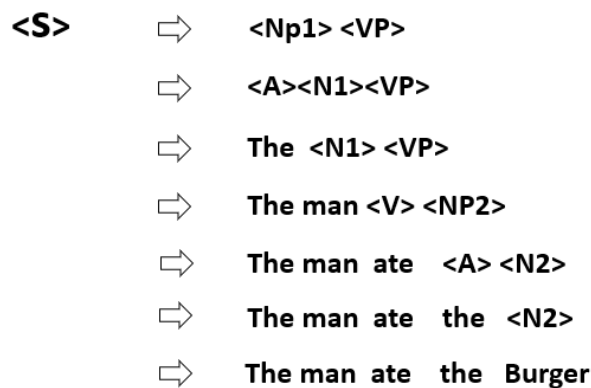 <S> ⇨ <Np1> <VP>
⇨ <A><N1><VP>
⇨ The <N1> <VP>
⇨ The man <V> <NP2>
⇨ The man ate <A> <N2>
⇨ The man ate the <N2>
⇨ The man ate the Burger